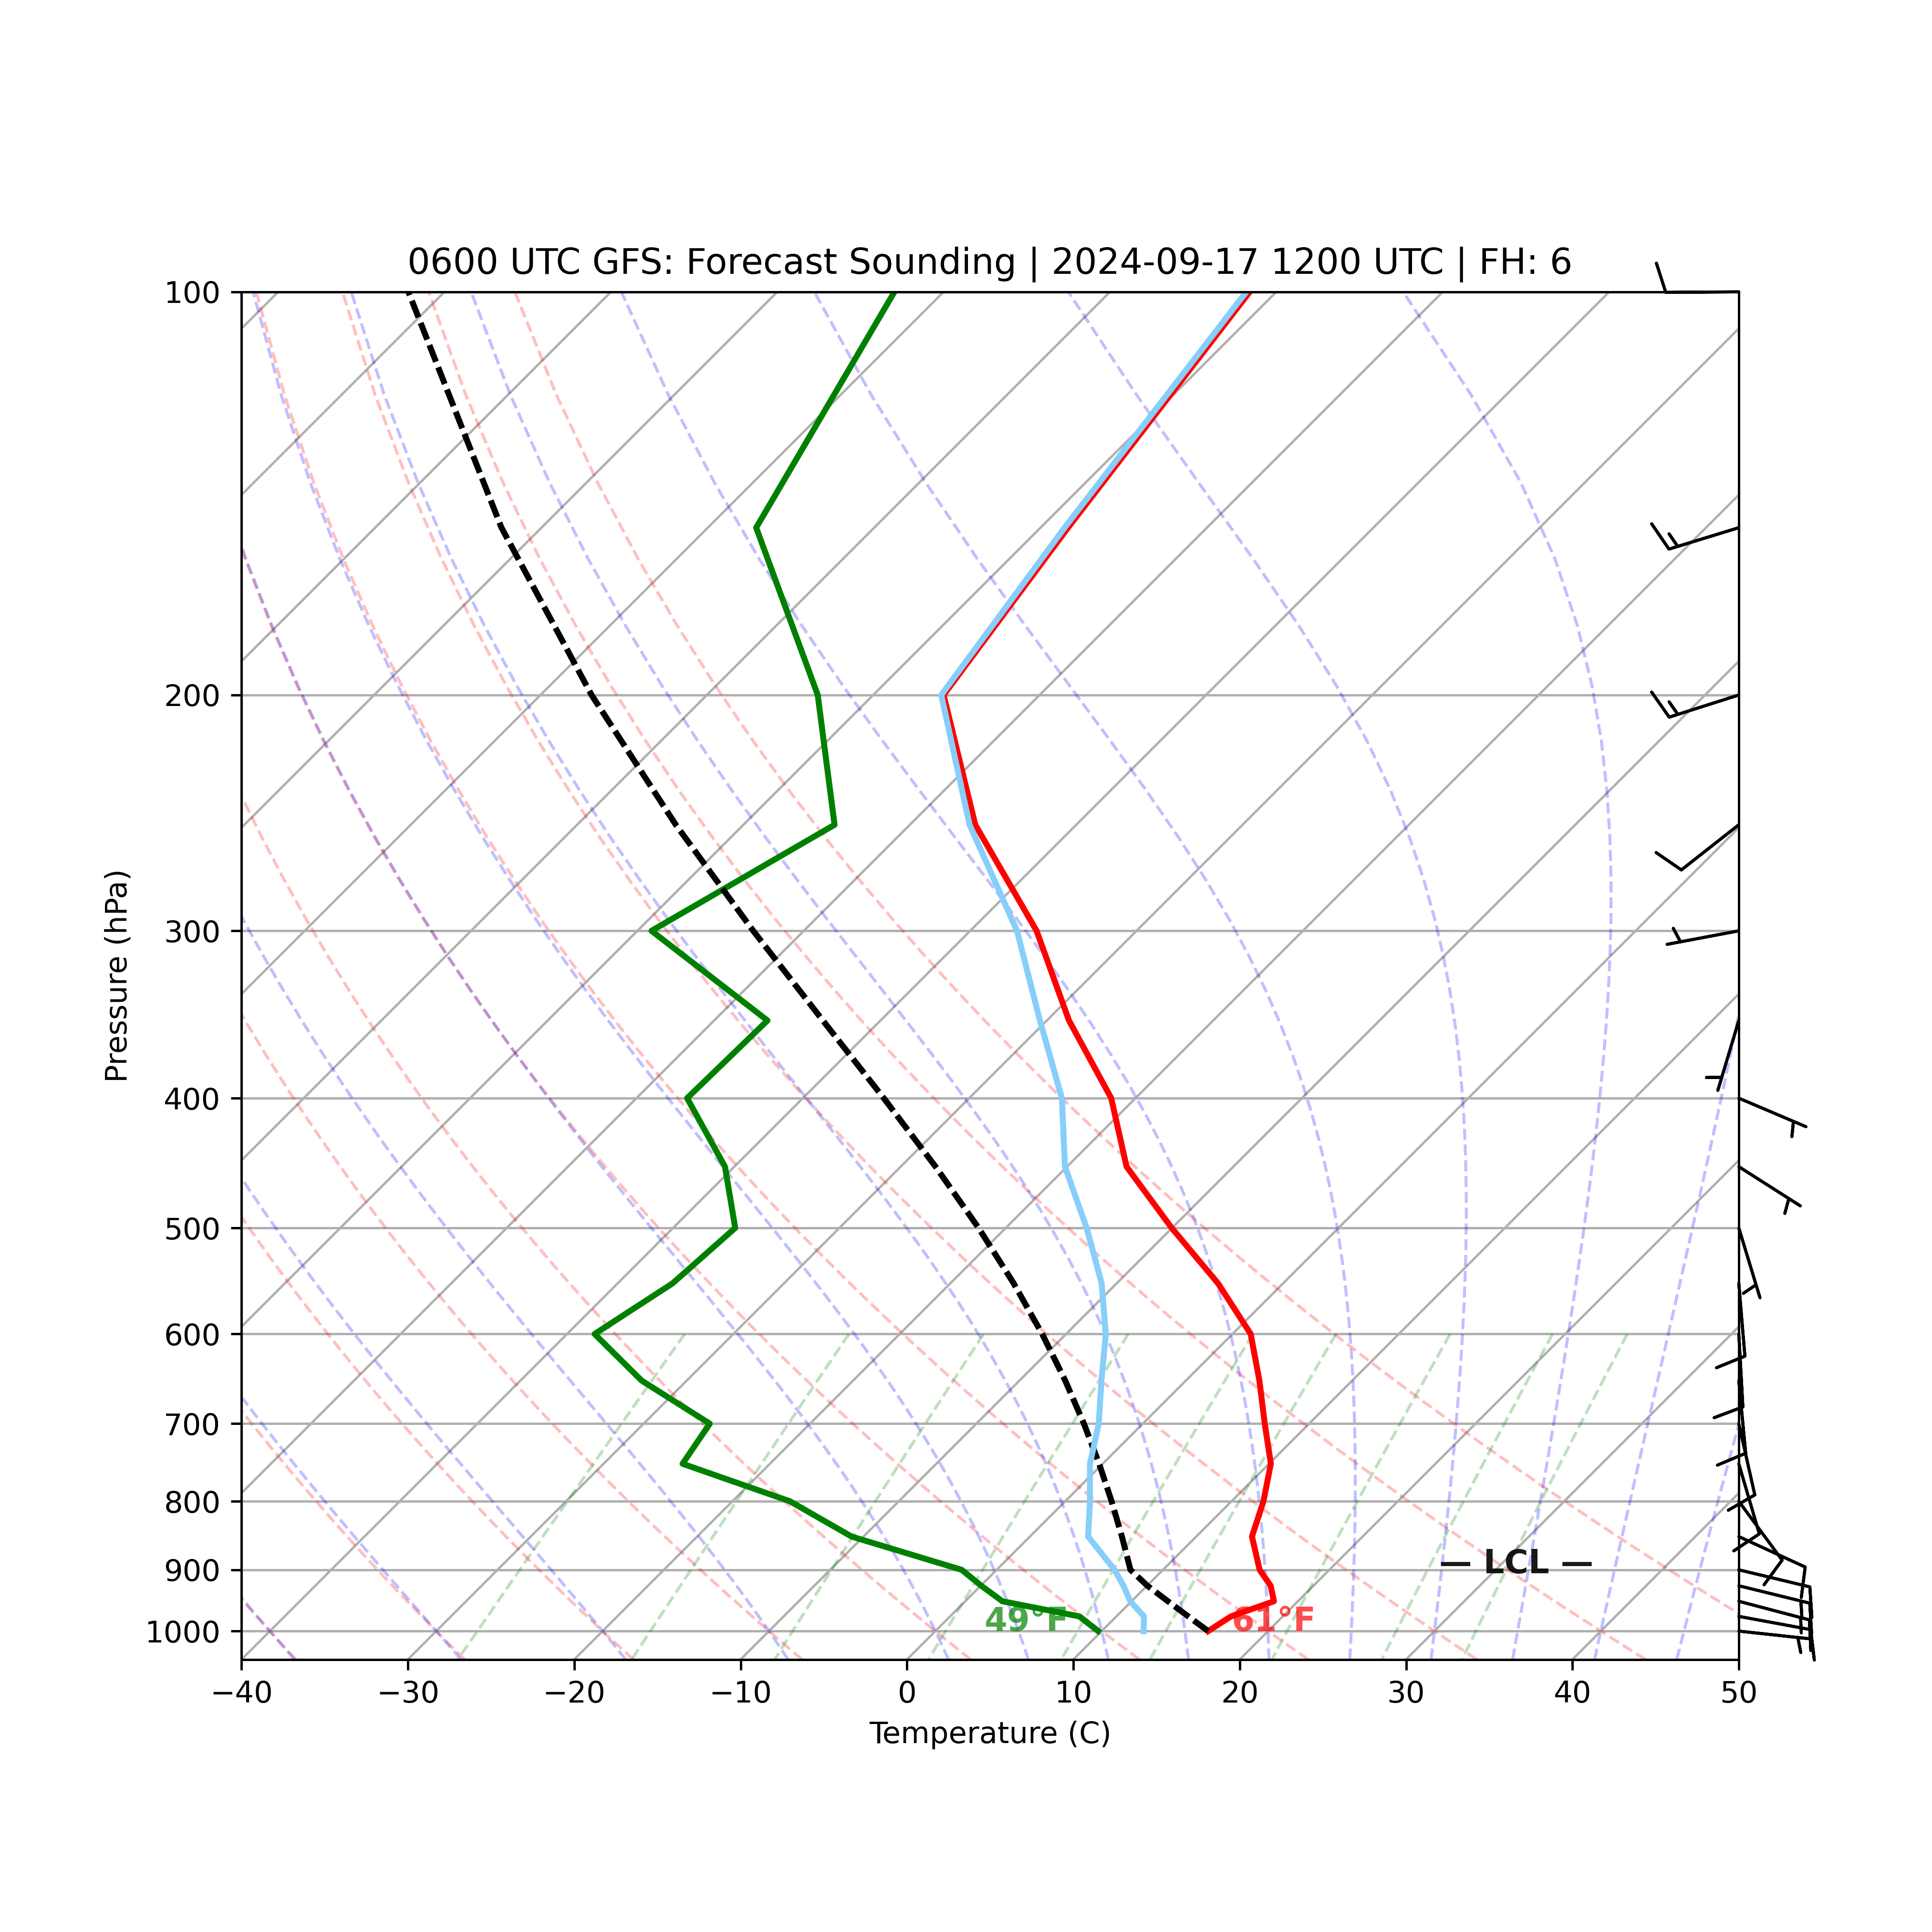 0600 UTC GFS: Forecast Sounding | 2024-09-17 1200 UTC | FH: 6
100
200
300
400
500
600
700
800
900
1000
Pressure (hPa)
— LCL —
49°F
61°F
−40 −30 −20 −10 0 10 20 30 40 50
Temperature (C)